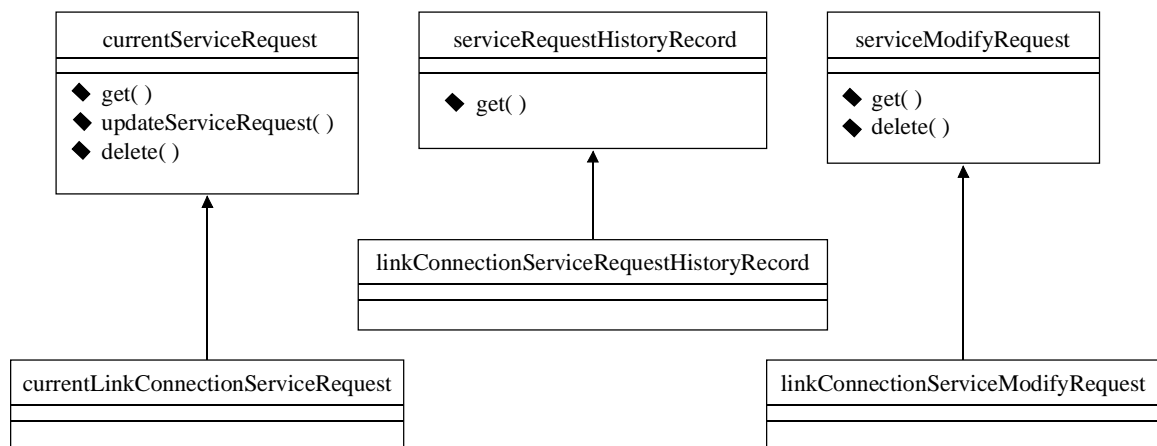 currentServiceRequest
get( )
updateServiceRequest( )
delete( )
serviceRequestHistoryRecord
get( )
serviceModifyRequest
get( )
delete( )
linkConnectionServiceRequestHistoryRecord
currentLinkConnectionServiceRequest
linkConnectionServiceModifyRequest